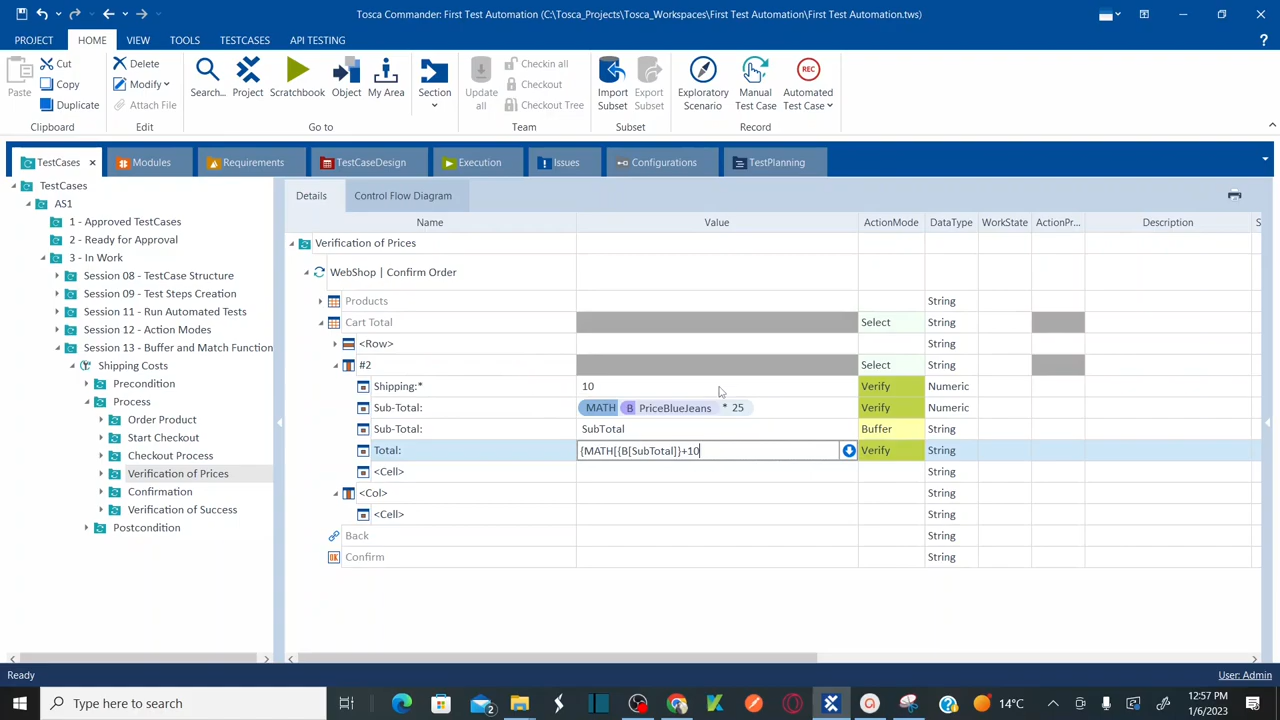 Tosca Commander: First Test Automation (C:\Tosca_Projects\Tosca_Workspaces\First Test Automation\First Test Automation.tws)
PROJECT HOME VIEW TOOLS TESTCASES API TESTING ?
Paste Cut Copy Duplicate
Clipboard
Delete Modify Attach File
Edit
Search... Project Scratchbook Object My Area Section
Go to
Update all Checkin all Checkout Checkout Tree
Team
Import Subset Export Subset
Subset
Exploratory Scenario Manual Test Case REC Automated Test Case
Record
TestCases Modules Requirements TestCaseDesign Execution Issues Configurations TestPlanning
TestCases
AS1
1 - Approved TestCases
2 - Ready for Approval
3 - In Work
Session 08 - TestCase Structure
Session 09 - Test Steps Creation
Session 11 - Run Automated Tests
Session 12 - Action Modes
Session 13 - Buffer and Match Function
Shipping Costs
Precondition
Process
Order Product
Start Checkout
Checkout Process
Verification of Prices
Confirmation
Verification of Success
Postcondition
Details Control Flow Diagram
Name Value ActionMode DataType WorkState ActionPr... Description S
Verification of Prices
WebShop | Confirm Order
Products String
Cart Total Select String
<Row> String
#2 Select String
Shipping:* 10 Verify Numeric
Sub-Total: MATH B PriceBlueJeans * 25 Verify Numeric
Sub-Total: SubTotal Buffer String
Total: {MATH[{B[SubTotal]}+10 Verify String
<Cell> String
<Col> String
<Cell> String
Back String
OK Confirm String
Ready User: Admin
Type here to search
2
14°C
12:57 PM
1/6/2023